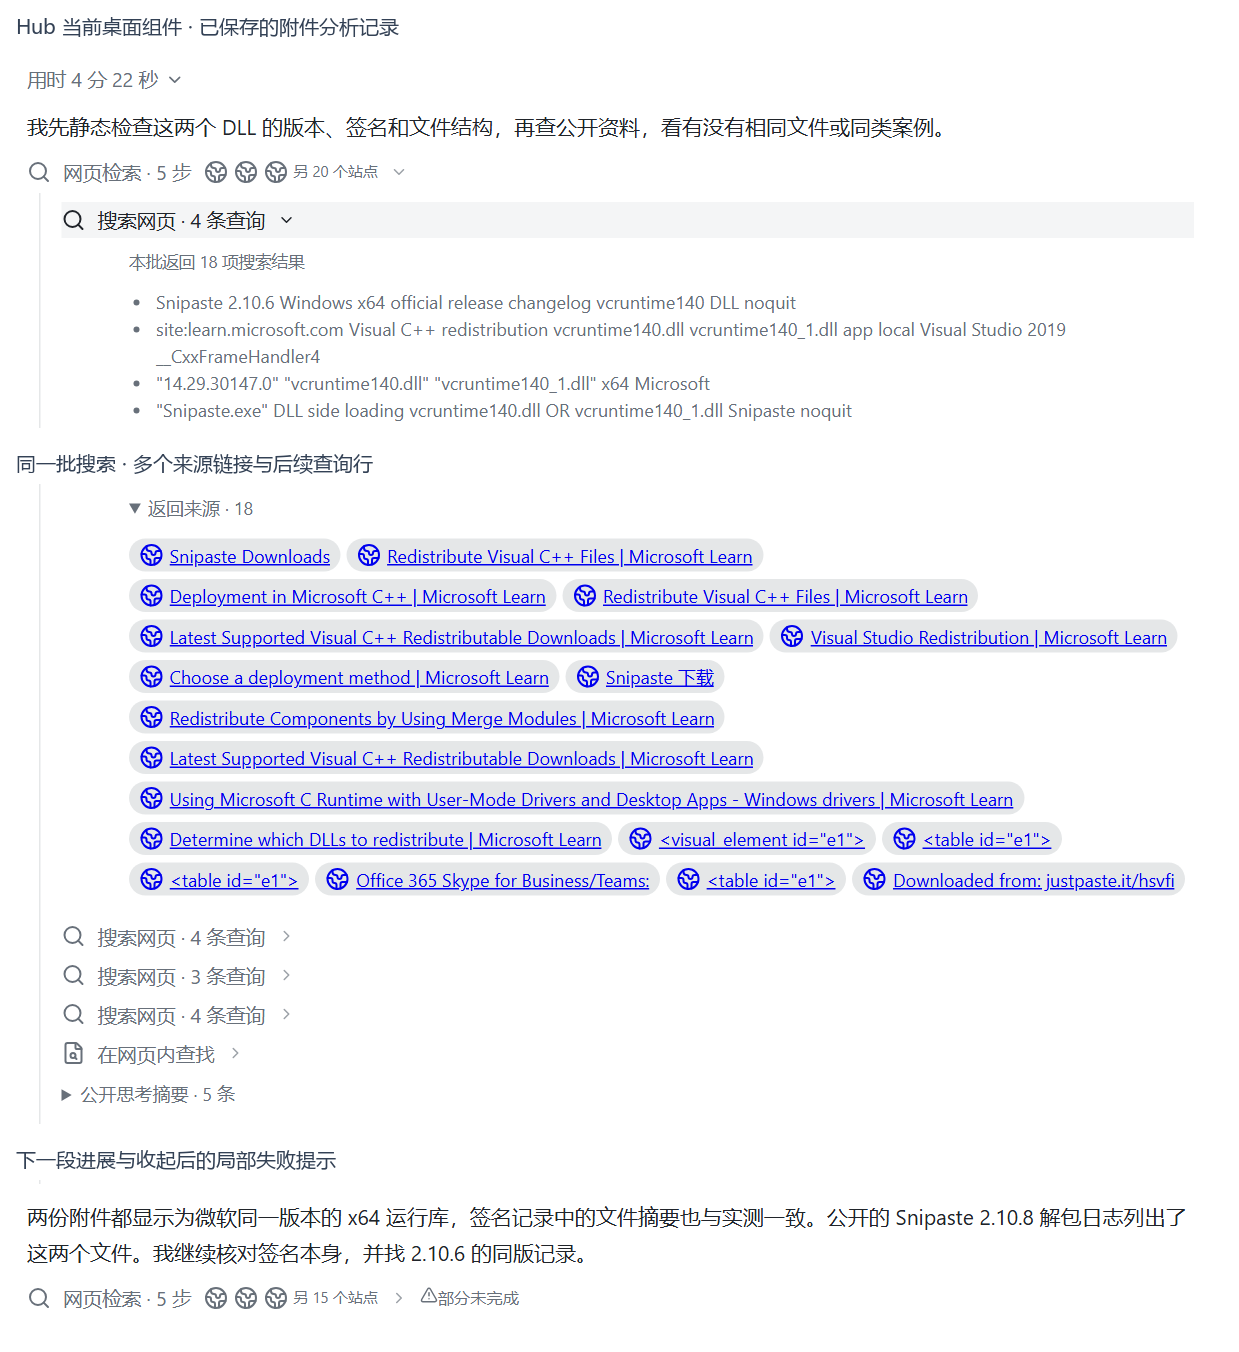 Hub 当前桌面组件 · 已保存的附件分析记录
用时 4 分 22 秒
我先静态检查这两个 DLL 的版本、签名和文件结构，再查公开资料，看有没有相同文件或同类案例。
网页检索 · 5 步 另 20 个站点
搜索网页 · 4 条查询
本批返回 18 项搜索结果
• Snipaste 2.10.6 Windows x64 official release changelog vcruntime140 DLL noquit
• site:learn.microsoft.com Visual C++ redistribution vcruntime140.dll vcruntime140_1.dll app local Visual Studio 2019
__CxxFrameHandler4
• "14.29.30147.0" "vcruntime140.dll" "vcruntime140_1.dll" x64 Microsoft
• "Snipaste.exe" DLL side loading vcruntime140.dll OR vcruntime140_1.dll Snipaste noquit
同一批搜索 · 多个来源链接与后续查询行
▼ 返回来源 · 18
Snipaste Downloads Redistribute Visual C++ Files | Microsoft Learn
Deployment in Microsoft C++ | Microsoft Learn Redistribute Visual C++ Files | Microsoft Learn
Latest Supported Visual C++ Redistributable Downloads | Microsoft Learn Visual Studio Redistribution | Microsoft Learn
Choose a deployment method | Microsoft Learn Snipaste 下载
Redistribute Components by Using Merge Modules | Microsoft Learn
Latest Supported Visual C++ Redistributable Downloads | Microsoft Learn
Using Microsoft C Runtime with User-Mode Drivers and Desktop Apps - Windows drivers | Microsoft Learn
Determine which DLLs to redistribute | Microsoft Learn <visual_element id="e1"> <table id="e1">
<table id="e1"> Office 365 Skype for Business/Teams: <table id="e1"> Downloaded from: justpaste.it/hsvfi
搜索网页 · 4 条查询
搜索网页 · 3 条查询
搜索网页 · 4 条查询
在网页内查找
▶ 公开思考摘要 · 5 条
下一段进展与收起后的局部失败提示
两份附件都显示为微软同一版本的 x64 运行库，签名记录中的文件摘要也与实测一致。公开的 Snipaste 2.10.8 解包日志列出了
这两个文件。我继续核对签名本身，并找 2.10.6 的同版记录。
网页检索 · 5 步 另 15 个站点 ⚠部分未完成